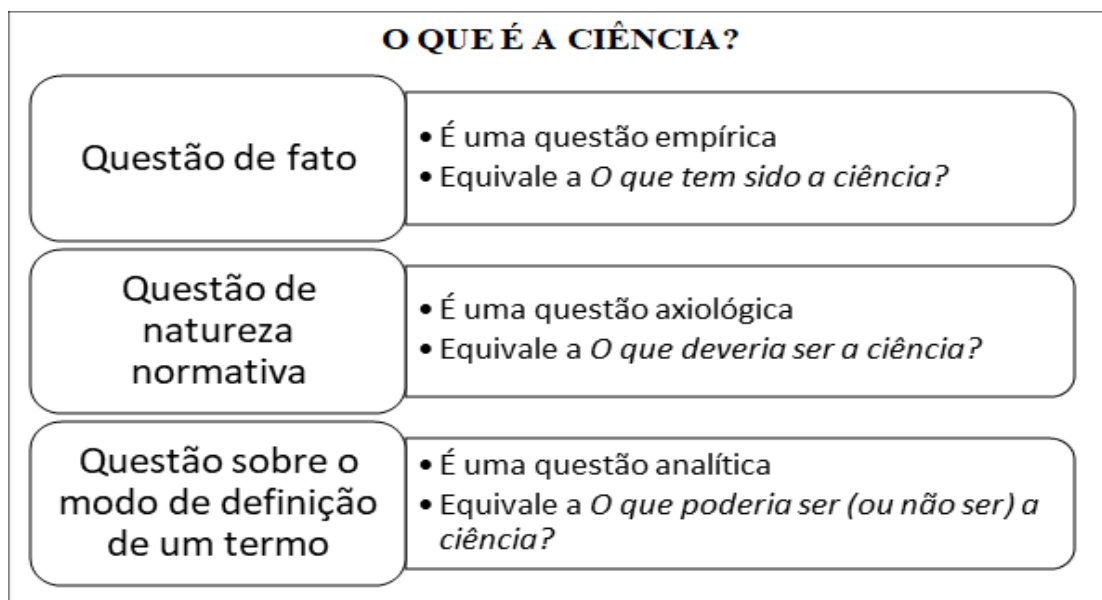 O QUE É A CIÊNCIA?
Questão de fato
• É uma questão empírica
• Equivale a O que tem sido a ciência?
Questão de
natureza
normativa
• É uma questão axiológica
• Equivale a O que deveria ser a ciência?
Questão sobre o
modo de definição
de um termo
• É uma questão analítica
• Equivale a O que poderia ser (ou não ser) a
ciência?